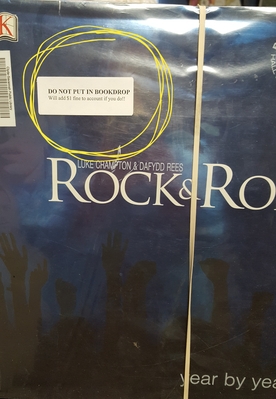 K
DO NOT PUT IN BOOKDROP
Will add $1 fine to account if you do!!
LUKE CRAMPTON & DAFYDD REES
ROCK & RO
year by yea